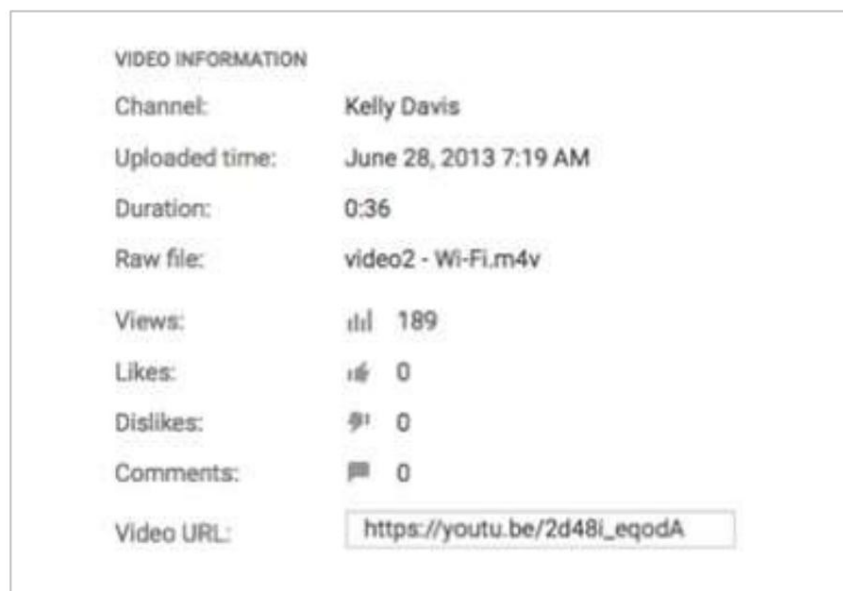 VIDEO INFORMATION
Channel: Kelly Davis
Uploaded time: June 28, 2013 7:19 AM
Duration: 0:36
Raw file: video2 - Wi-Fi.m4v
Views: 189
Likes: 0
Dislikes: 0
Comments: 0
Video URL: https://youtu.be/2d48i_eqodA